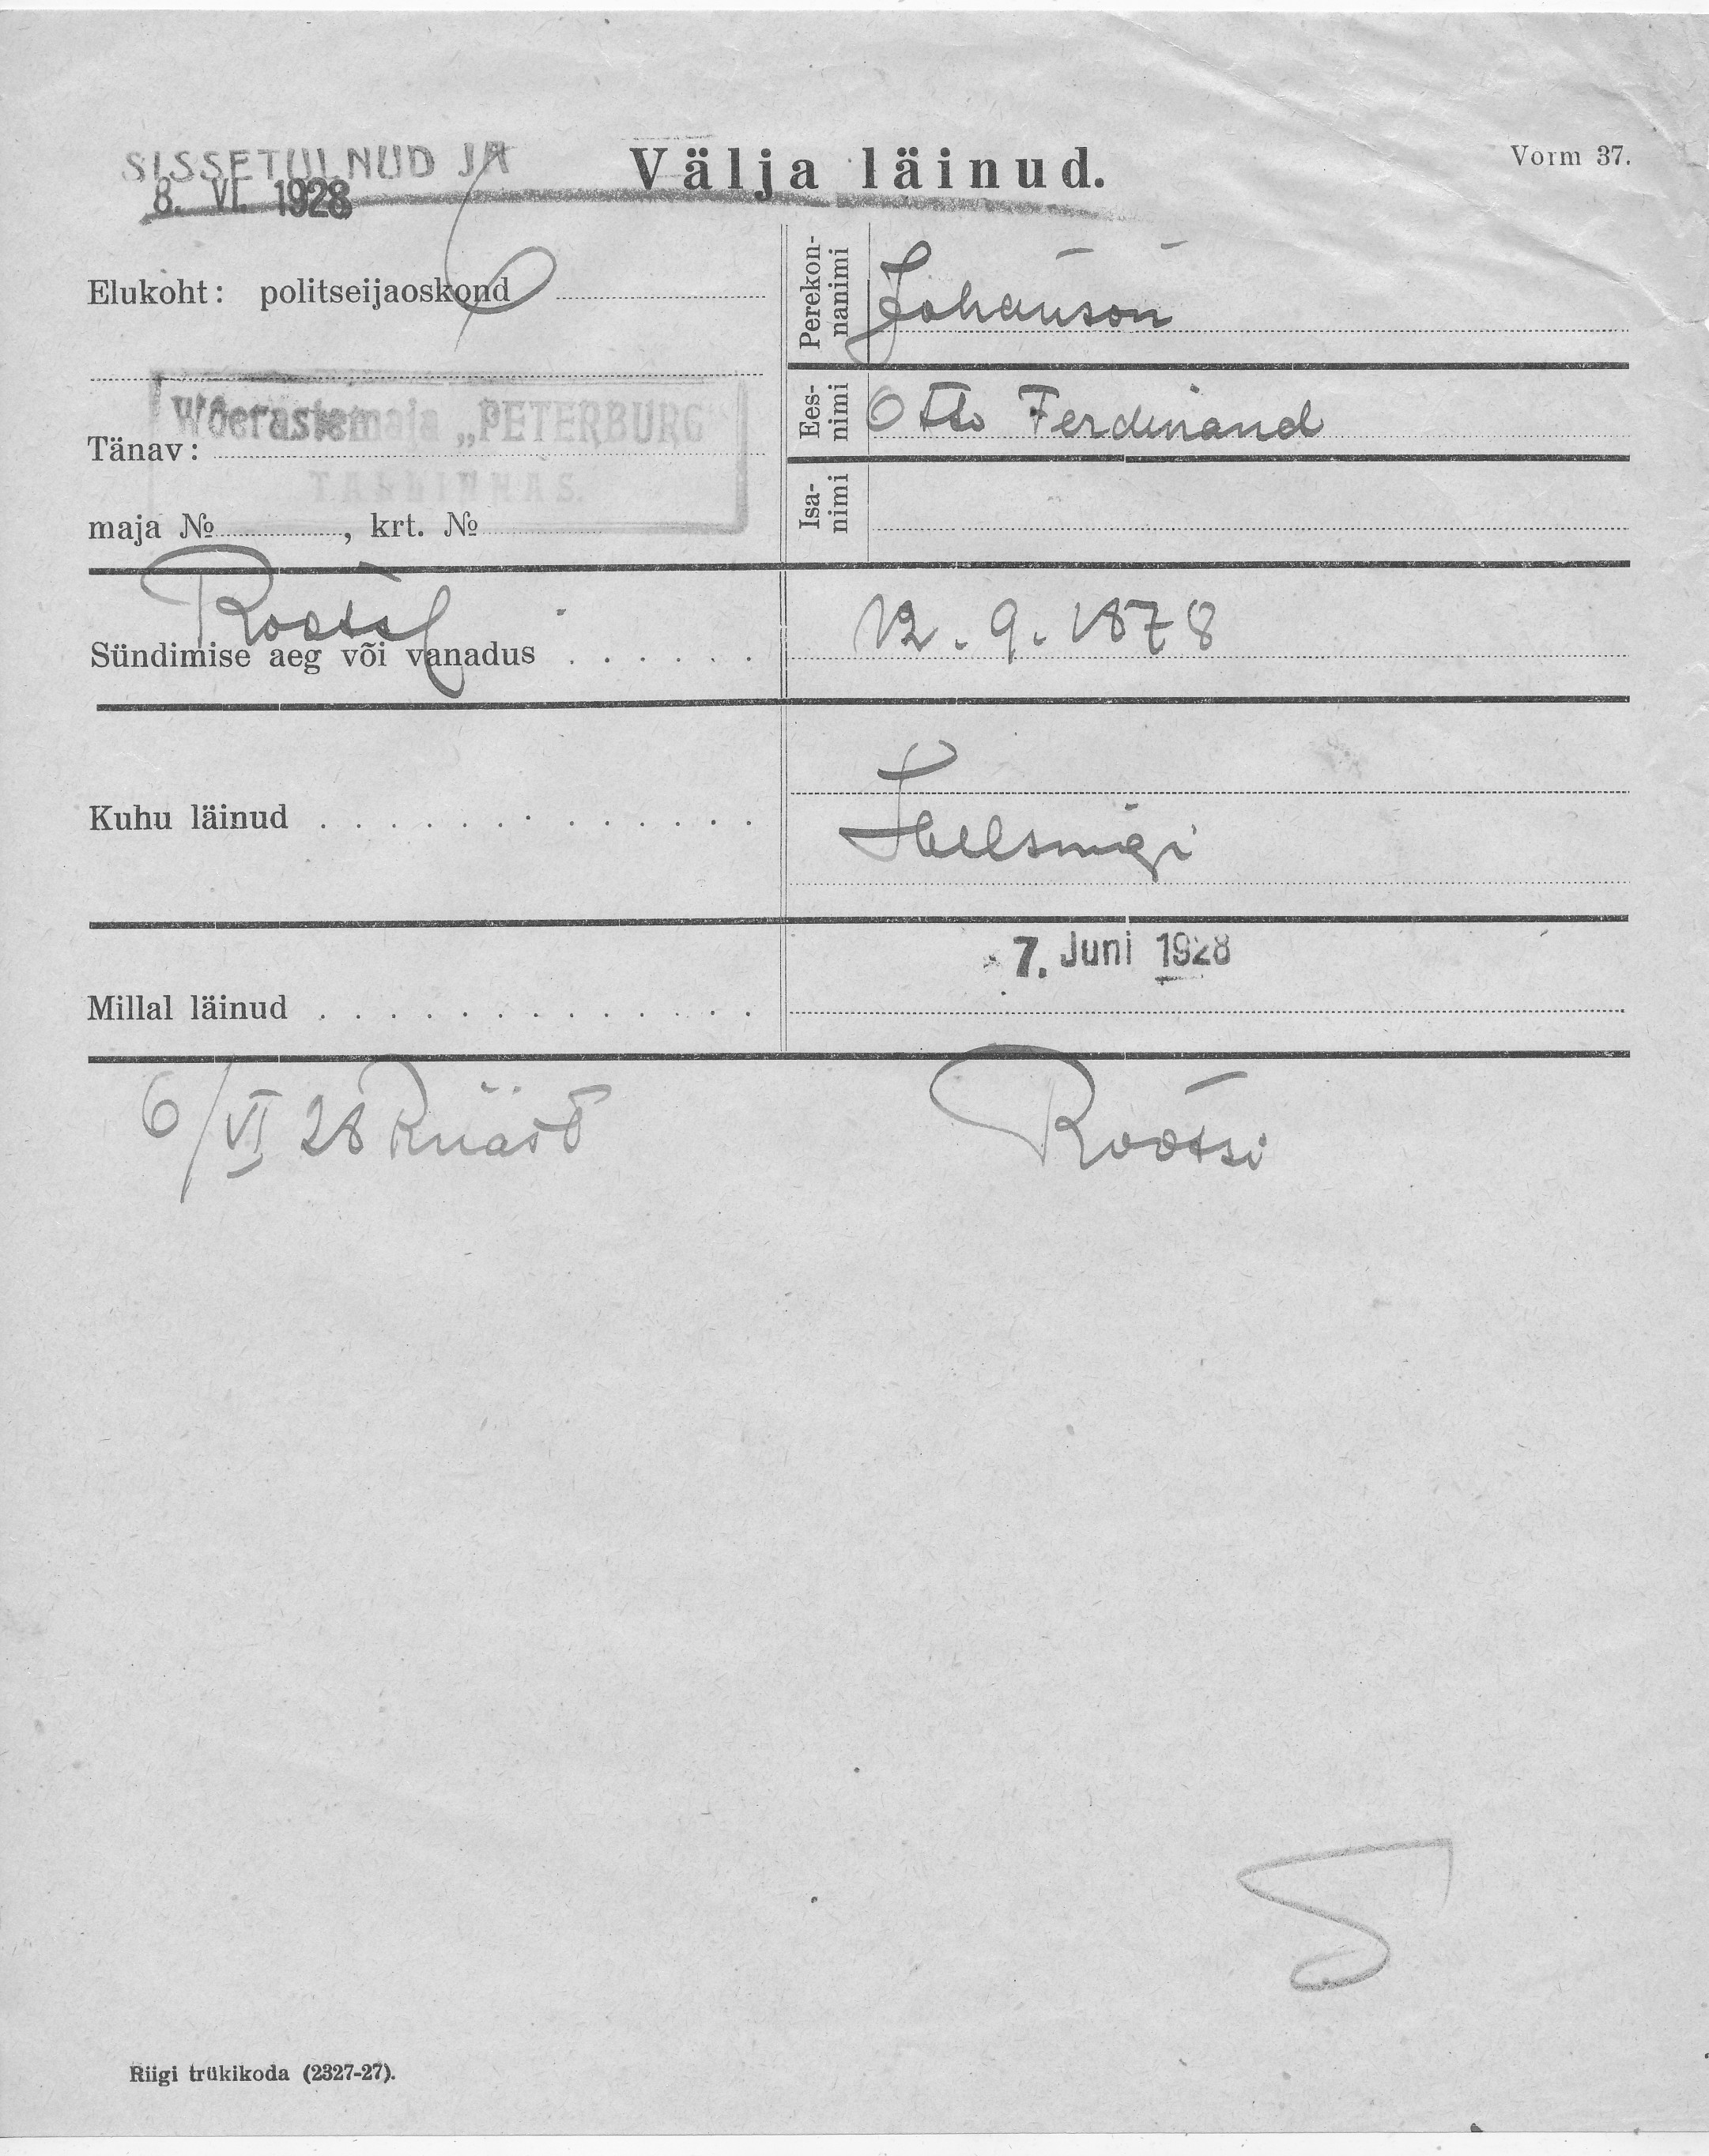 SISSETULNUD JA
8. VI. 1928
Välja läinud.
Vorm 37.
Elukoht: politseijaoskond
Wõerastemaja „PETERBURG“
TALLINNAS.
Tänav:
maja №, krt. №
Perekon-
nanimi
Johanson
Ees-
nimi
Otto Ferdinand
Isa-
nimi
Rootsi
Sündimise aeg või vanadus
12. 9. 1878
Kuhu läinud
Helsingi
Millal läinud
7. Juni 1928
6/VI 28
Rootsi
Riigi trükikoda (2327-27).